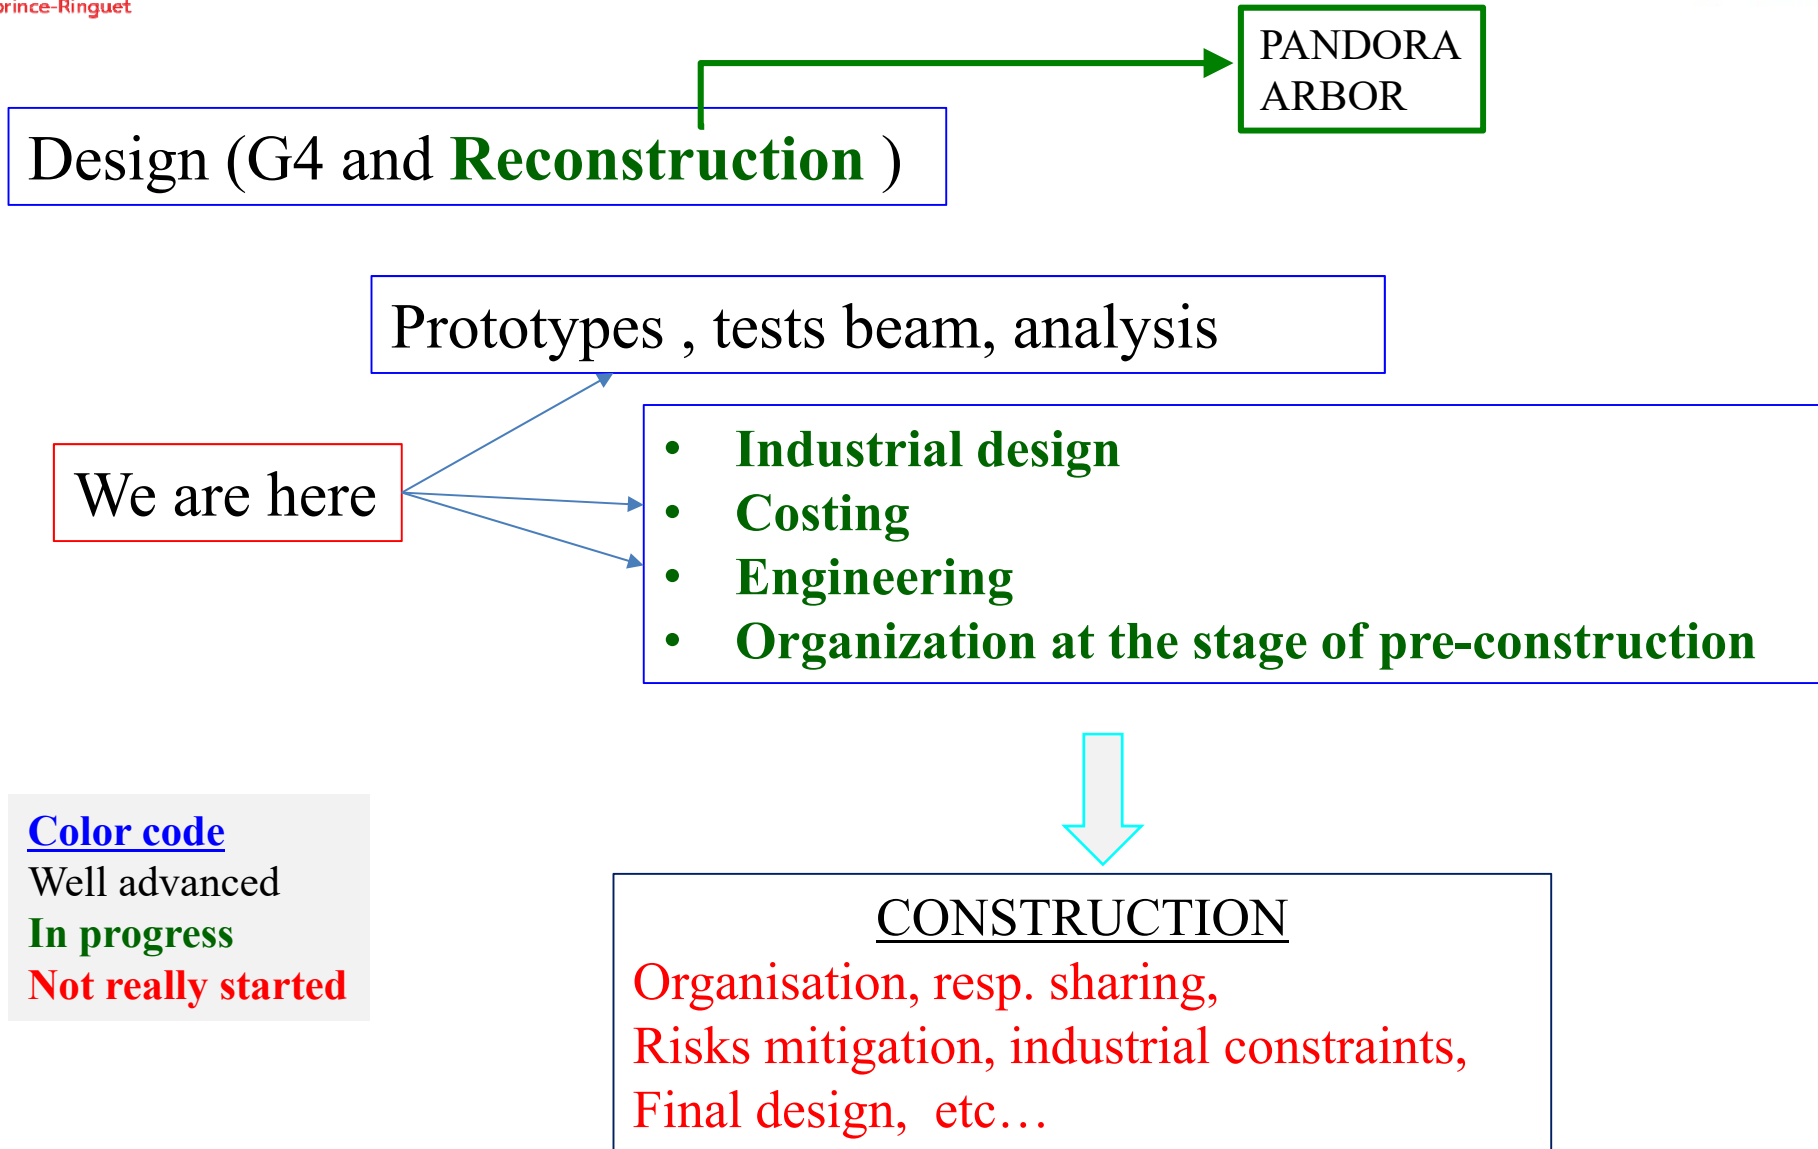 prince-Ringuet
PANDORA
ARBOR
Design (G4 and Reconstruction )
Prototypes , tests beam, analysis
We are here
• Industrial design
• Costing
• Engineering
• Organization at the stage of pre-construction
Color code
Well advanced
In progress
Not really started
CONSTRUCTION
Organisation, resp. sharing,
Risks mitigation, industrial constraints,
Final design, etc…